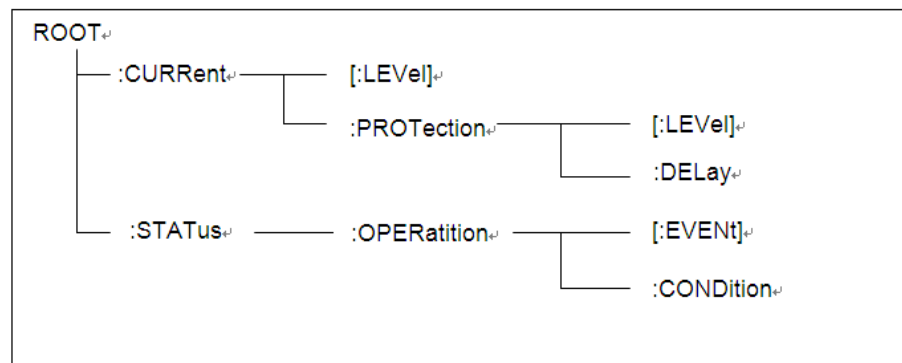 ROOT↵
:CURRent↵ [:LEVel]↵
:PROTection↵ [:LEVel]↵
:DELay↵
:STATus↵ :OPERatition↵ [:EVENt]↵
:CONDition↵